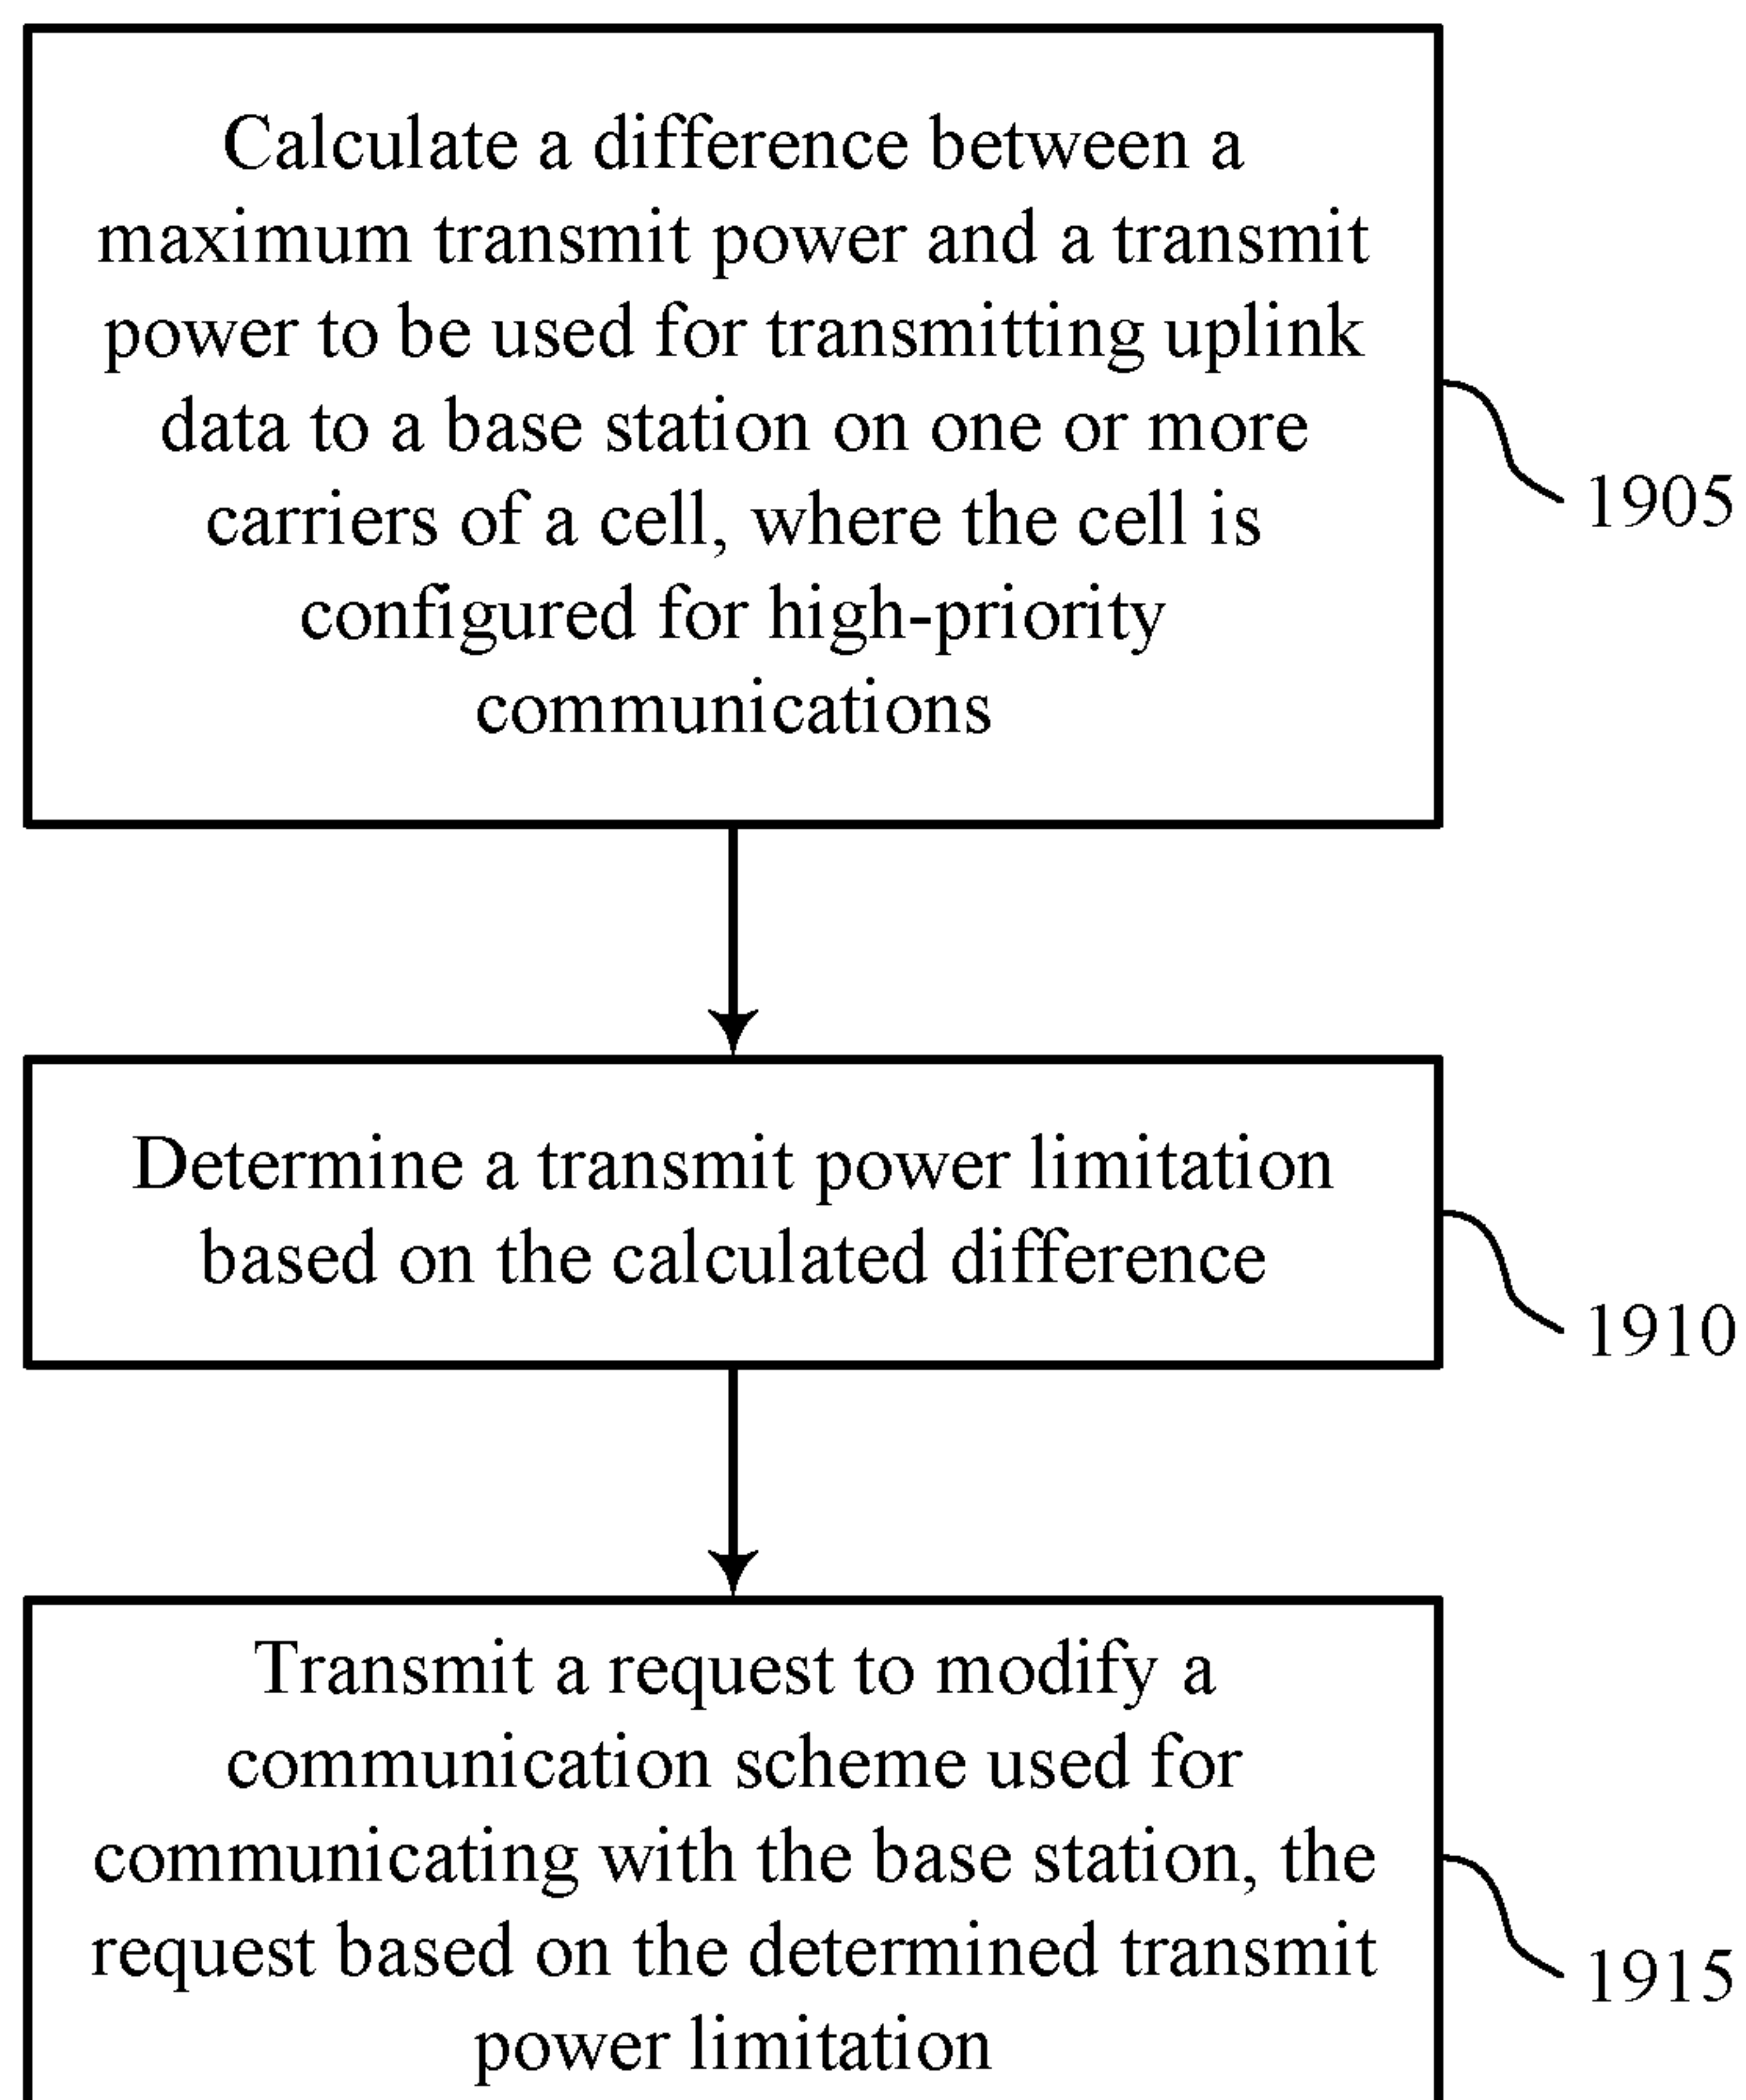 Calculate a difference between a
maximum transmit power and a transmit
power to be used for transmitting uplink
data to a base station on one or more
carriers of a cell, where the cell is
configured for high-priority
communications
1905
Determine a transmit power limitation
based on the calculated difference
1910
Transmit a request to modify a
communication scheme used for
communicating with the base station, the
request based on the determined transmit
power limitation
1915